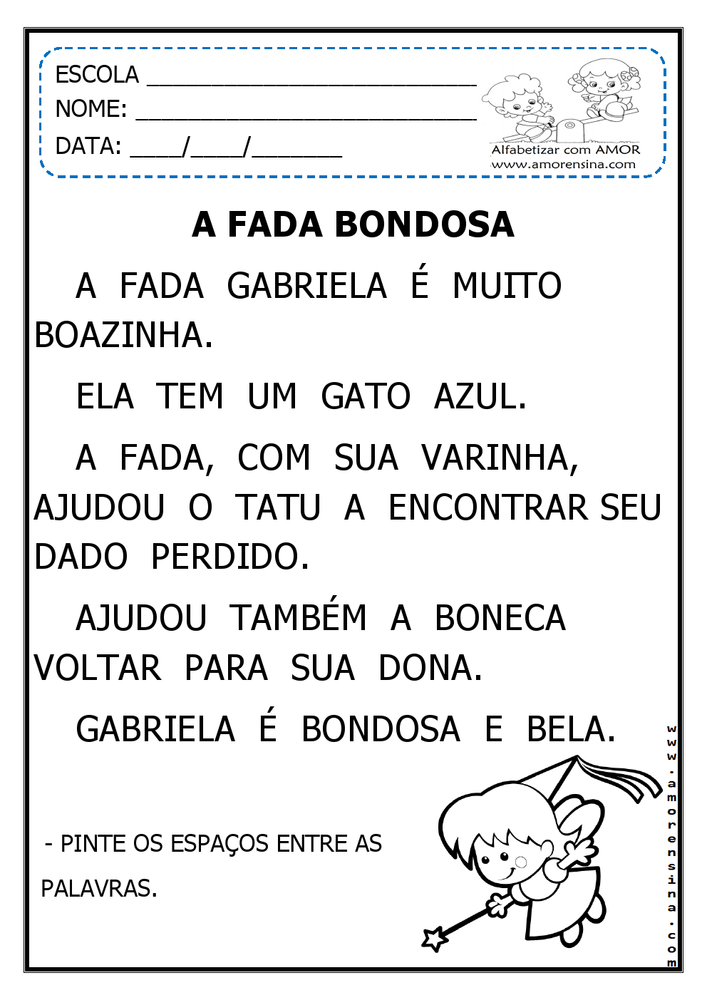 ESCOLA ____________________________
NOME: _____________________________
DATA: ____/____/_______
Alfabetizar com AMOR
www.amorensina.com
A FADA BONDOSA
A FADA GABRIELA É MUITO
BOAZINHA.
ELA TEM UM GATO AZUL.
A FADA, COM SUA VARINHA,
AJUDOU O TATU A ENCONTRAR SEU
DADO PERDIDO.
AJUDOU TAMBÉM A BONECA
VOLTAR PARA SUA DONA.
GABRIELA É BONDOSA E BELA.
- PINTE OS ESPAÇOS ENTRE AS
PALAVRAS.
www.amorensina.com